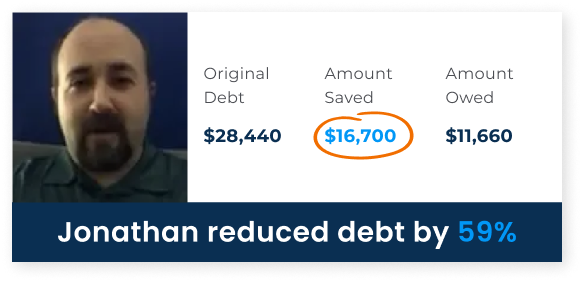 Original Debt
$28,440
Amount Saved
$16,700
Amount Owed
$11,660
Jonathan reduced debt by 59%